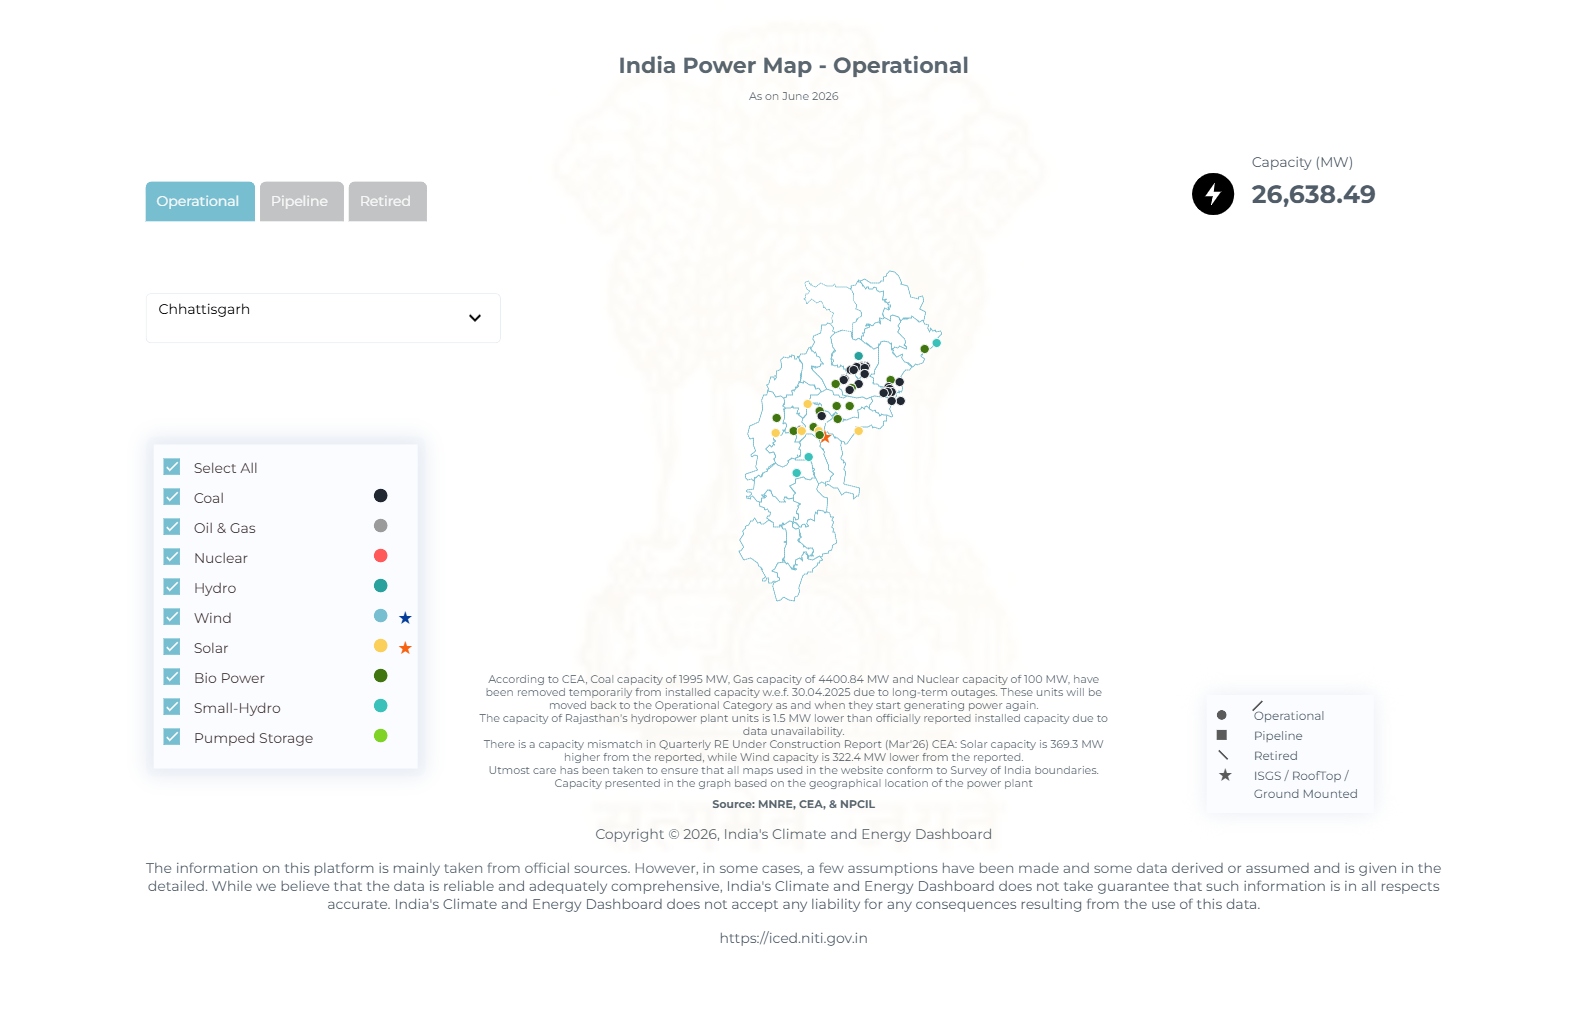 India Power Map - Operational
As on June 2026
Capacity (MW)
26,638.49
Operational
Pipeline
Retired
Chhattisgarh
Select All
Coal
Oil & Gas
Nuclear
Hydro
Wind
Solar
Bio Power
Small-Hydro
Pumped Storage
According to CEA, Coal capacity of 1995 MW, Gas capacity of 4400.84 MW and Nuclear capacity of 100 MW, have
been removed temporarily from installed capacity w.e.f. 30.04.2025 due to long-term outages. These units will be
moved back to the Operational Category as and when they start generating power again.
The capacity of Rajasthan's hydropower plant units is 1.5 MW lower than officially reported installed capacity due to
data unavailability.
There is a capacity mismatch in Quarterly RE Under Construction Report (Mar'26) CEA: Solar capacity is 369.3 MW
higher from the reported, while Wind capacity is 322.4 MW lower from the reported.
Utmost care has been taken to ensure that all maps used in the website conform to Survey of India boundaries.
Capacity presented in the graph based on the geographical location of the power plant
Source: MNRE, CEA, & NPCIL
Operational
Pipeline
Retired
ISGS / RoofTop /
Ground Mounted
Copyright © 2026, India's Climate and Energy Dashboard
The information on this platform is mainly taken from official sources. However, in some cases, a few assumptions have been made and some data derived or assumed and is given in the
detailed. While we believe that the data is reliable and adequately comprehensive, India's Climate and Energy Dashboard does not take guarantee that such information is in all respects
accurate. India's Climate and Energy Dashboard does not accept any liability for any consequences resulting from the use of this data.
https://iced.niti.gov.in